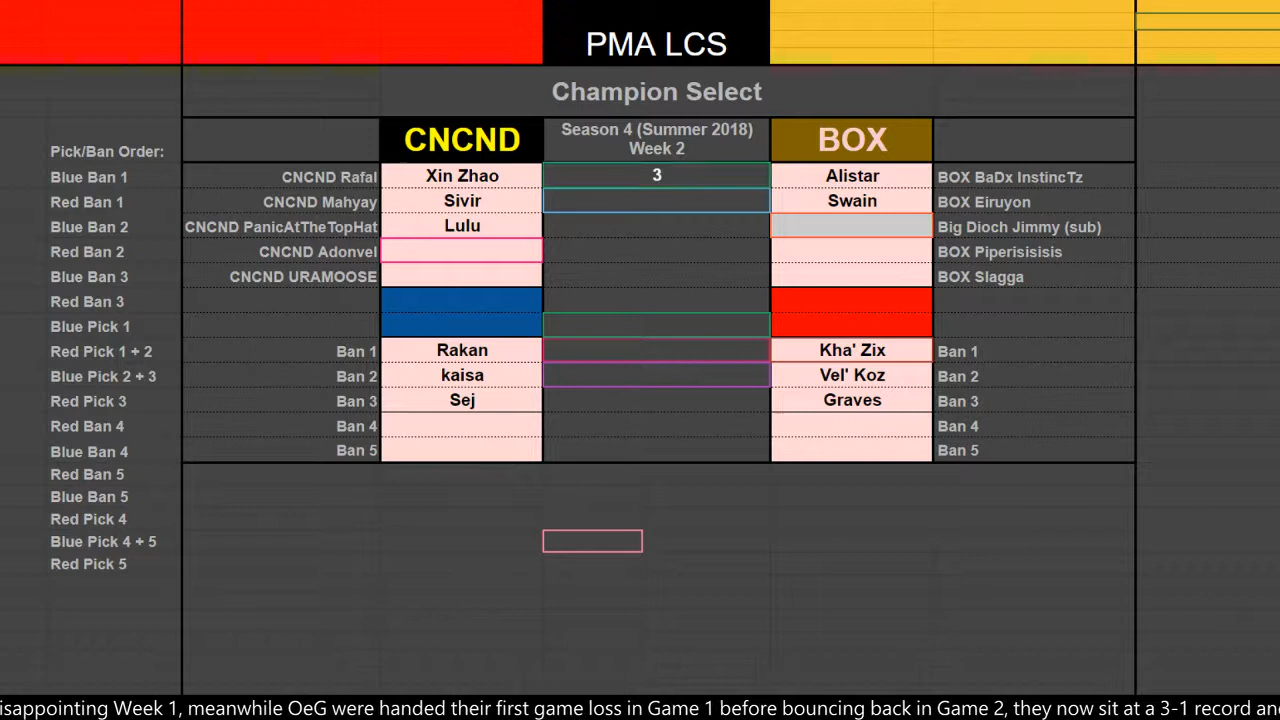 PMA LCS
Champion Select
CNCND
Season 4 (Summer 2018)
Week 2
BOX
Pick/Ban Order:
Blue Ban 1 CNCND Rafal Xin Zhao 3 Alistar BOX BaDx InstincTz
Red Ban 1 CNCND Mahyay Sivir Swain BOX Eiruyon
Blue Ban 2 CNCND PanicAtTheTopHat Lulu Big Dioch Jimmy (sub)
Red Ban 2 CNCND Adonvel BOX Piperisisisis
Blue Ban 3 CNCND URAMOOSE BOX Slagga
Red Ban 3
Blue Pick 1
Red Pick 1 + 2 Ban 1 Rakan Kha' Zix Ban 1
Blue Pick 2 + 3 Ban 2 kaisa Vel' Koz Ban 2
Red Pick 3 Ban 3 Sej Graves Ban 3
Red Ban 4 Ban 4 Ban 4
Blue Ban 4 Ban 5 Ban 5
Red Ban 5
Blue Ban 5
Red Pick 4
Blue Pick 4 + 5
Red Pick 5
isappointing Week 1, meanwhile OeG were handed their first game loss in Game 1 before bouncing back in Game 2, they now sit at a 3-1 record and